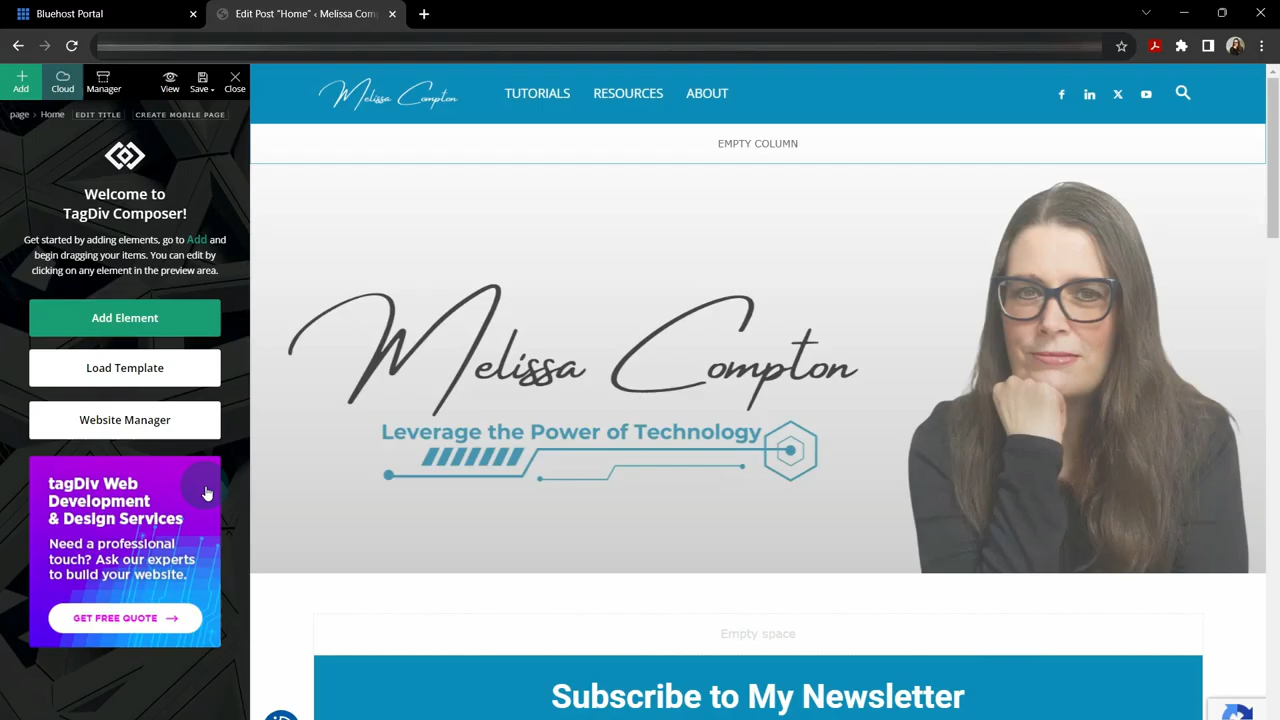 Bluehost Portal
Edit Post “Home” ‹ Melissa Com
Add
Cloud
Manager
View
Save
Close
page > Home
EDIT TITLE
CREATE MOBILE PAGE
Welcome to
TagDiv Composer!
Get started by adding elements, go to Add and
begin dragging your items. You can edit by
clicking on any element in the preview area.
Add Element
Load Template
Website Manager
tagDiv Web
Development
& Design Services
Need a professional
touch? Ask our experts
to build your website.
GET FREE QUOTE
Melissa Compton
TUTORIALS
RESOURCES
ABOUT
EMPTY COLUMN
Melissa Compton
Leverage the Power of Technology
Empty space
Subscribe to My Newsletter